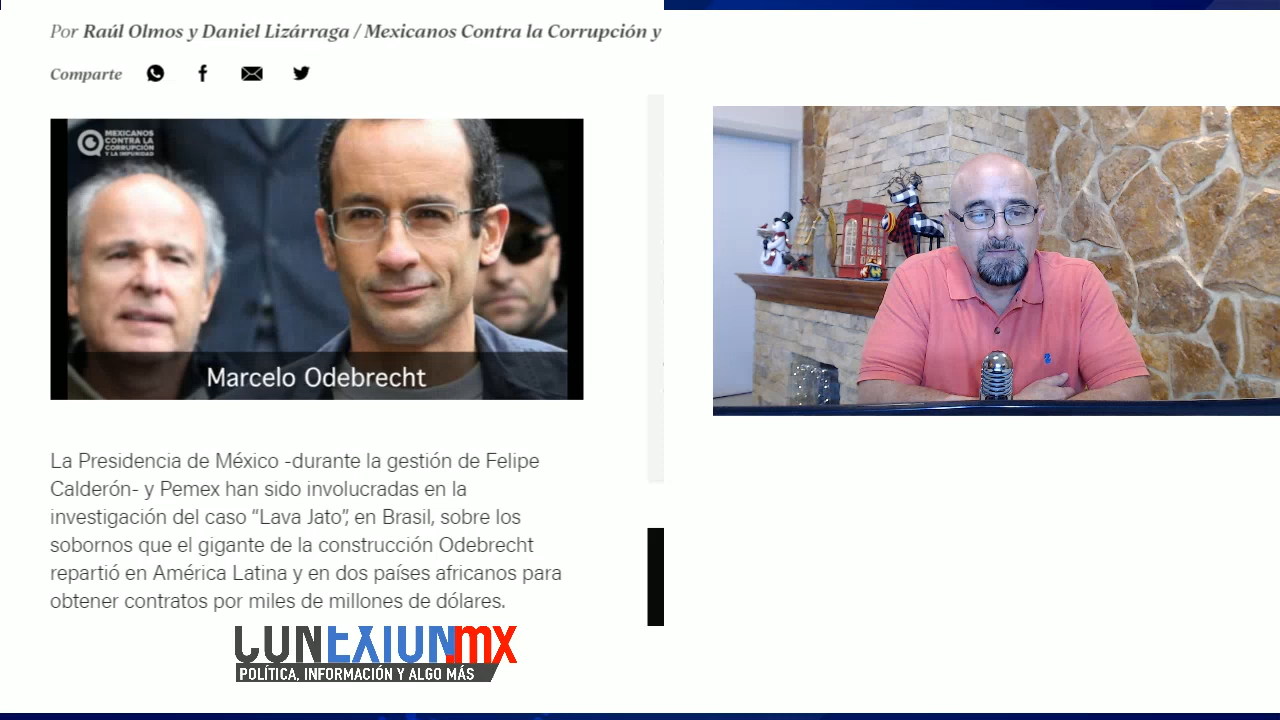 Por Raúl Olmos y Daniel Lizárraga / Mexicanos Contra la Corrupción y
Comparte
MEXICANOS
CONTRA LA
CORRUPCIÓN
Y LA IMPUNIDAD
Marcelo Odebrecht
La Presidencia de México -durante la gestión de Felipe
Calderón- y Pemex han sido involucradas en la
investigación del caso “Lava Jato”, en Brasil, sobre los
sobornos que el gigante de la construcción Odebrecht
repartió en América Latina y en dos países africanos para
obtener contratos por miles de millones de dólares.
CONEXION.MX
POLÍTICA, INFORMACIÓN Y ALGO MÁS